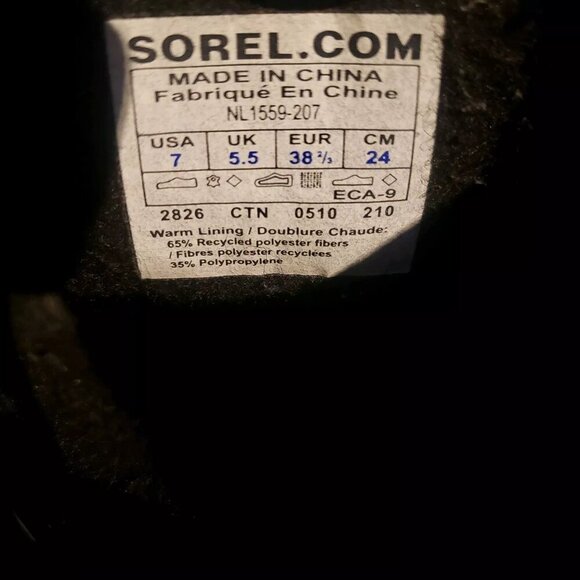 SOREL.COM
MADE IN CHINA
Fabriqué En Chine
NL1559-207
USA UK EUR CM
7 5.5 38 2/3 24
ECA-9
2826 CTN 0510 210
Warm Lining / Doublure Chaude:
65% Recycled polyester fibers
/ Fibres polyester recyclées
35% Polypropylene